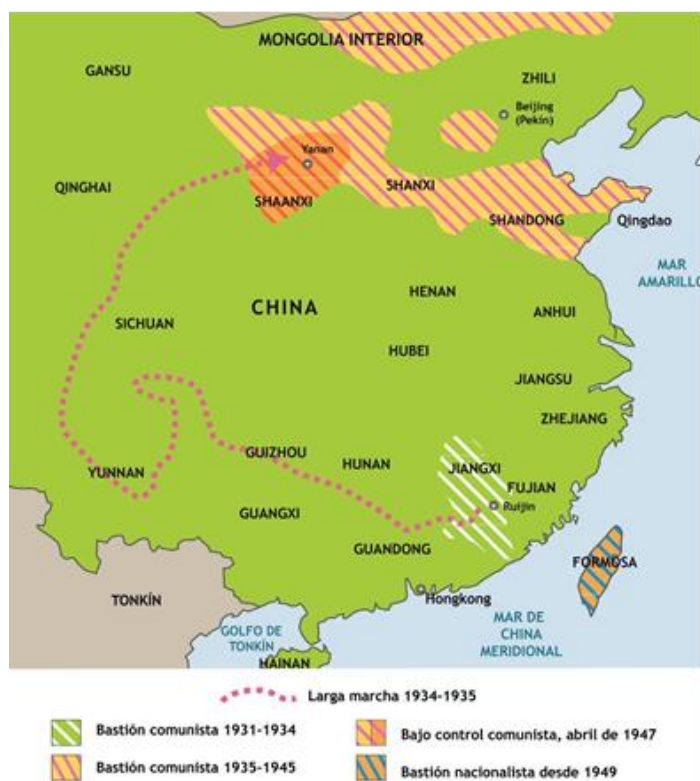 MONGOLIA INTERIOR
GANSU
ZHILI
Beijing
(Pekín)
Yanan
QINGHAI
SHANXI
SHAANXI
SHANDONG
Qingdao
MAR
AMARILLO
HENAN
CHINA
ANHUI
SICHUAN
HUBEI
JIANGSU
ZHEJIANG
GUIZHOU
HUNAN
JIANGXI
YUNNAN
FUJIAN
Ruijin
GUANGXI
GUANDONG
FORMOSA
TONKÍN
Hongkong
MAR DE
CHINA
MERIDIONAL
GOLFO DE
TONKÍN
HAINAN
Larga marcha 1934-1935
Bastión comunista 1931-1934
Bajo control comunista, abril de 1947
Bastión comunista 1935-1945
Bastión nacionalista desde 1949